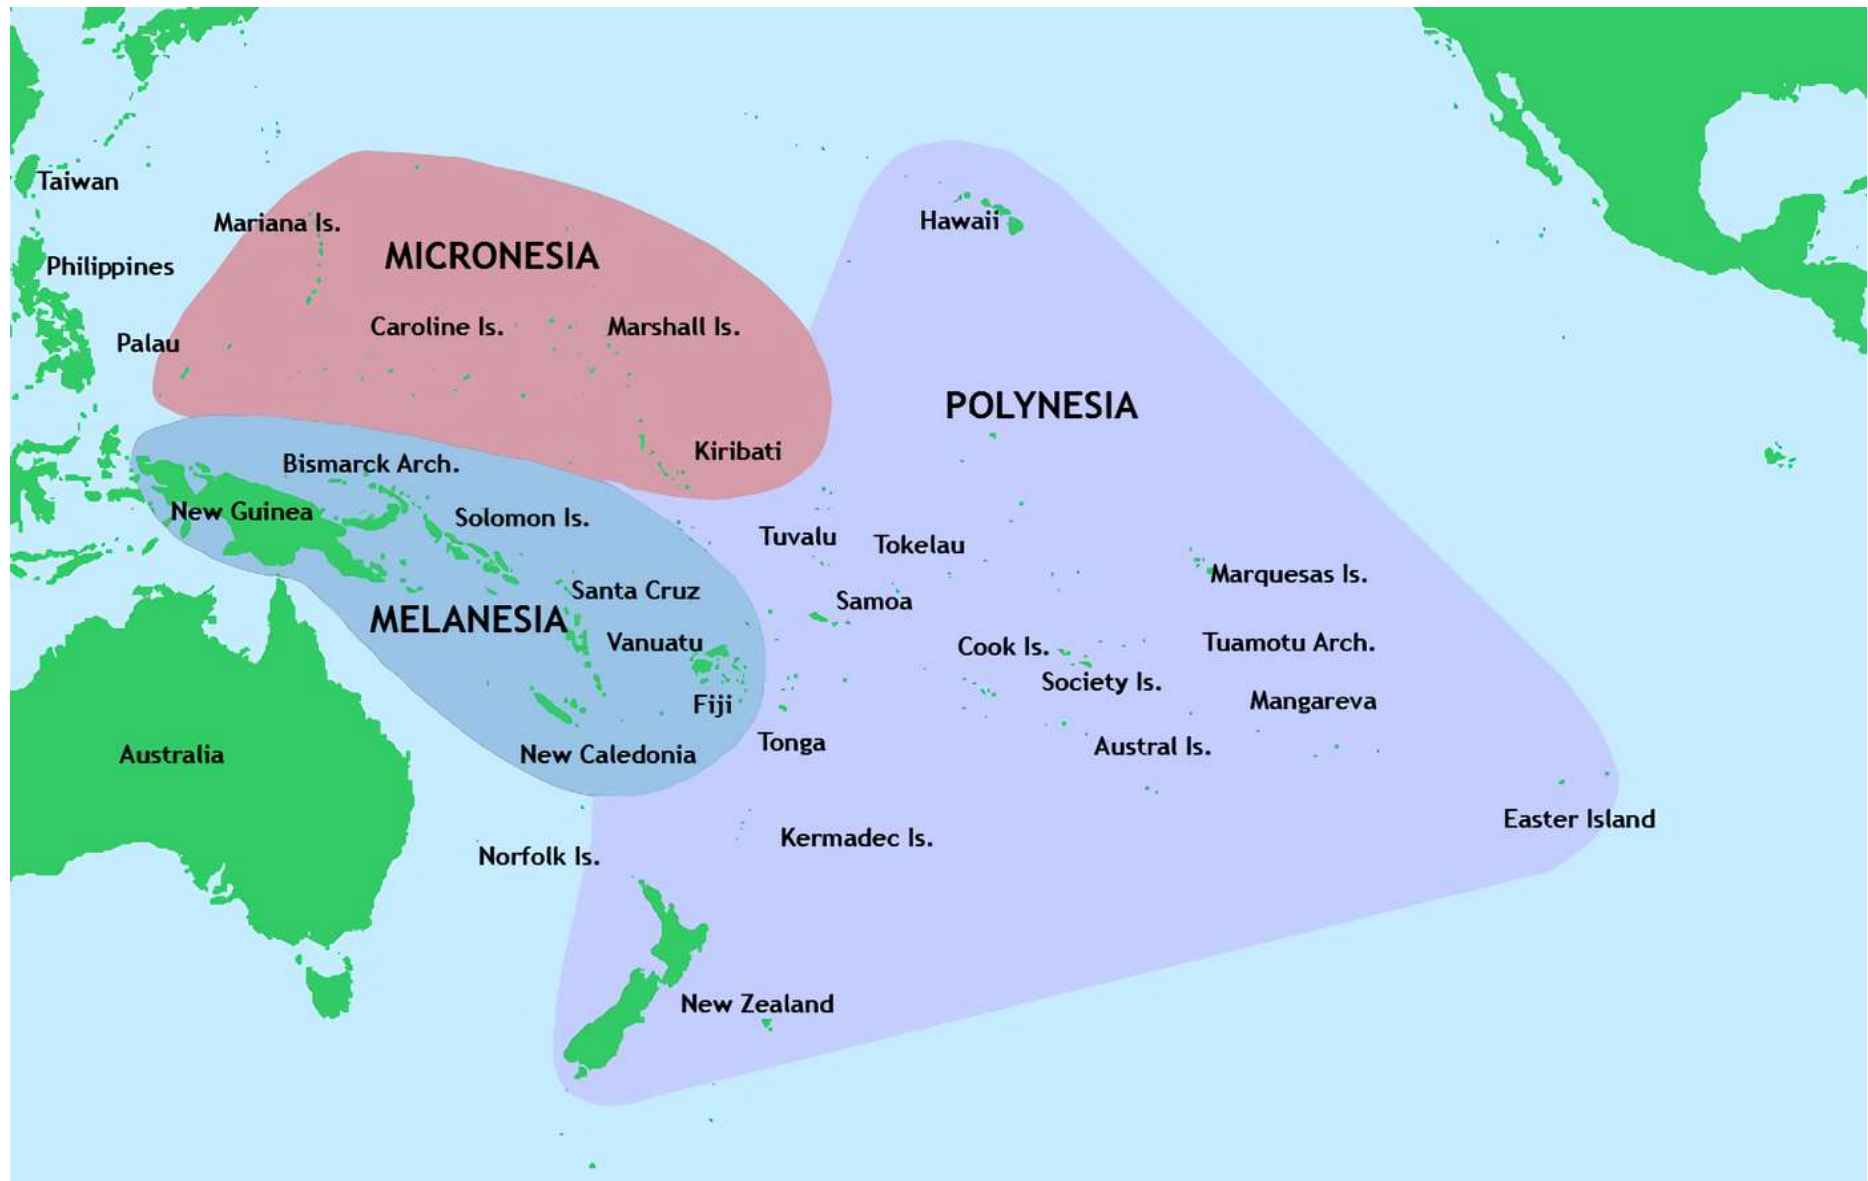 Taiwan
Mariana Is.
Hawaii
MICRONESIA
Philippines
Caroline Is.
Marshall Is.
Palau
POLYNESIA
Kiribati
Bismarck Arch.
New Guinea
Solomon Is.
Tuvalu
Tokelau
Marquesas Is.
Santa Cruz
Samoa
MELANESIA
Vanuatu
Cook Is.
Tuamotu Arch.
Society Is.
Mangareva
Fiji
Tonga
Austral Is.
Australia
New Caledonia
Easter Island
Kermadec Is.
Norfolk Is.
New Zealand